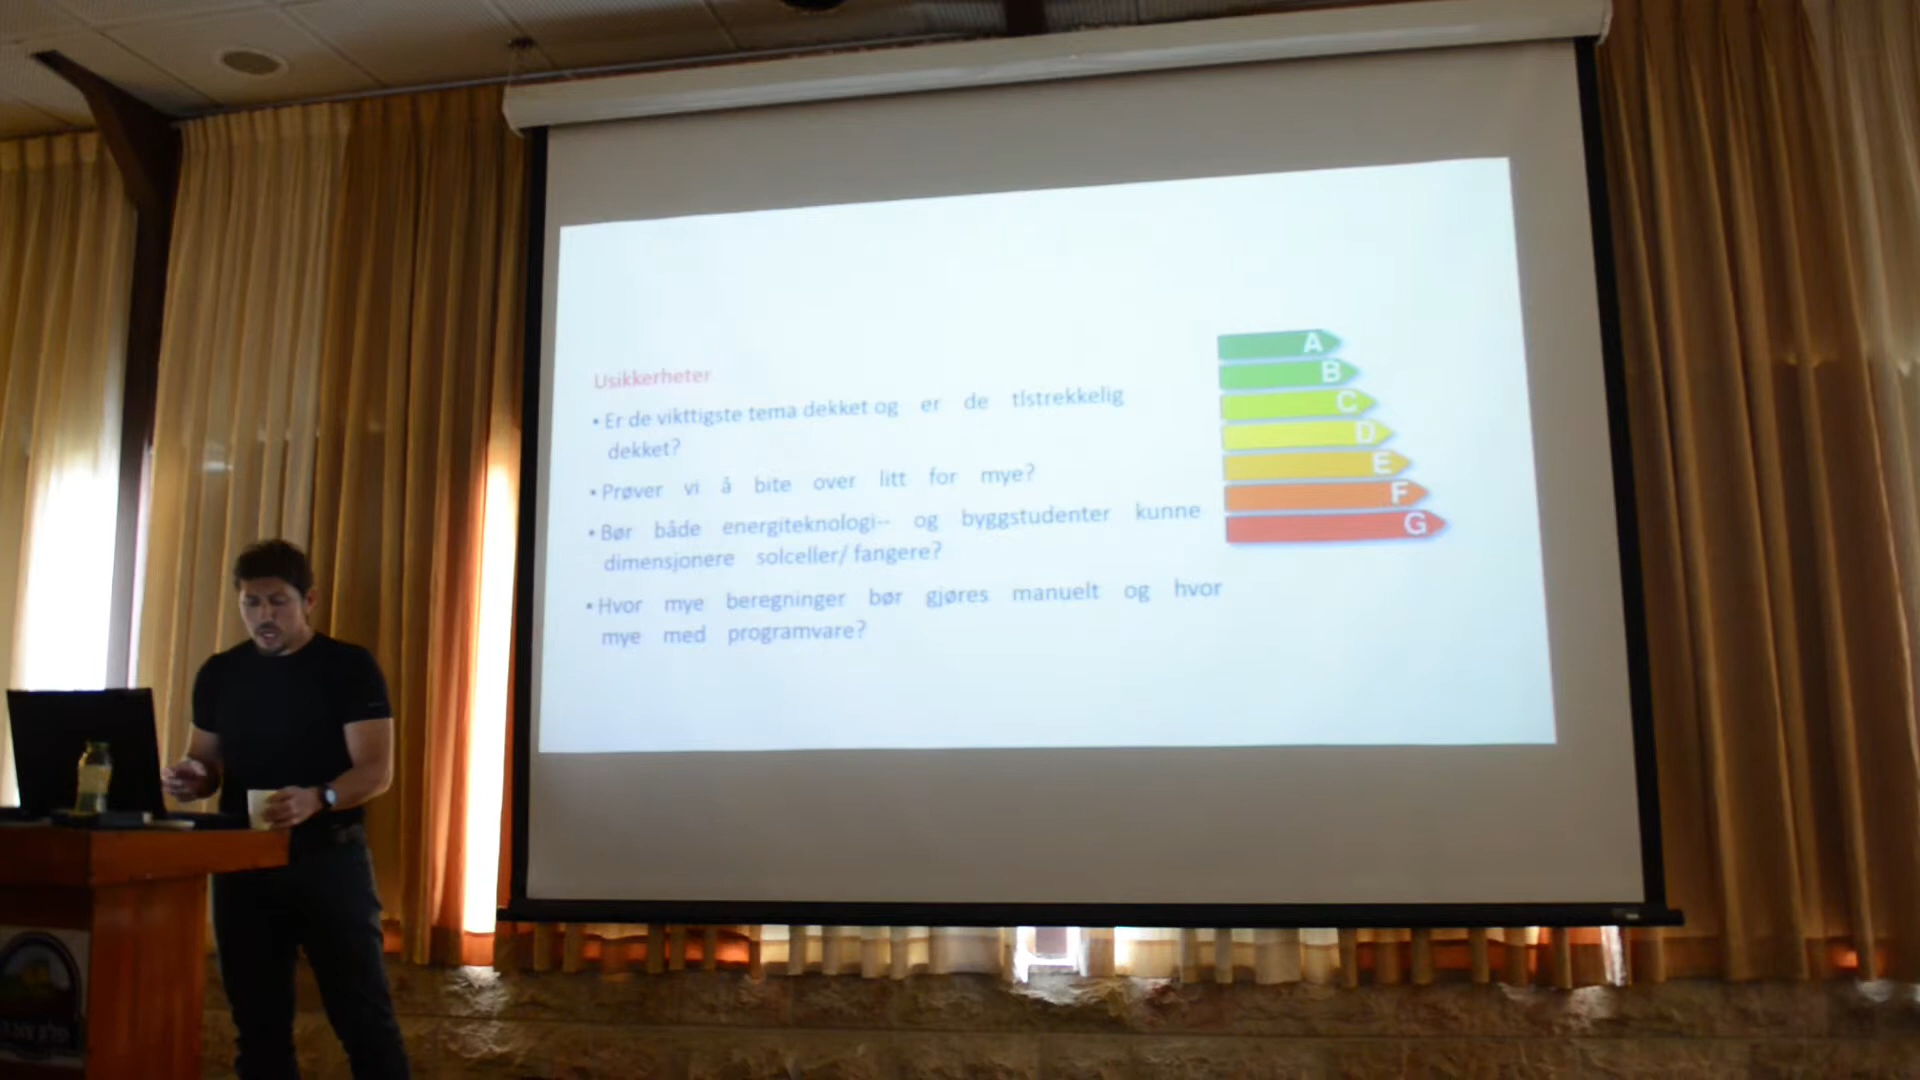 Usikkerheter
• Er de vikttigste tema dekket og er de tlstrekkelig
dekket?
• Prøver vi å bite over litt for mye?
• Bør både energiteknologi-- og byggstudenter kunne
dimensjonere solceller/ fangere?
• Hvor mye beregninger bør gjøres manuelt og hvor
mye med programvare?
A
B
C
D
E
F
G